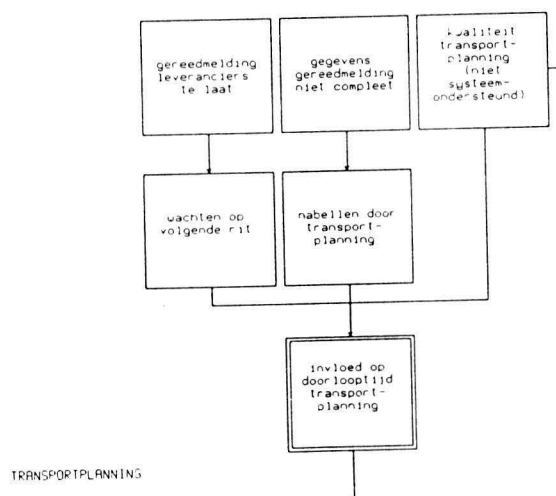 gereedmelding
leveranciers
te laat
gegevens
gereedmelding
niet compleet
kwaliteit
transport-
planning
(niet
systeem-
ondersteund)
wachten op
volgende rit
nabellen door
transport-
planning
invloed op
doorlooptijd
transport-
planning
TRANSPORTPLANNING